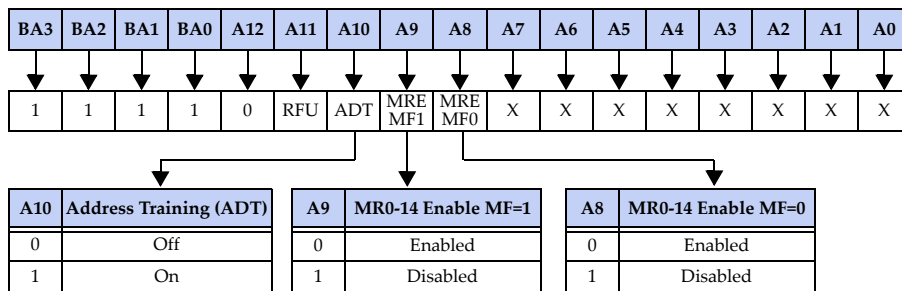 BA3 BA2 BA1 BA0 A12 A11 A10 A9 A8 A7 A6 A5 A4 A3 A2 A1 A0
1 1 1 1 0 RFU ADT MRE MF1 MRE MF0 X X X X X X X X
A10 Address Training (ADT)
0 Off
1 On
A9 MR0-14 Enable MF=1
0 Enabled
1 Disabled
A8 MR0-14 Enable MF=0
0 Enabled
1 Disabled